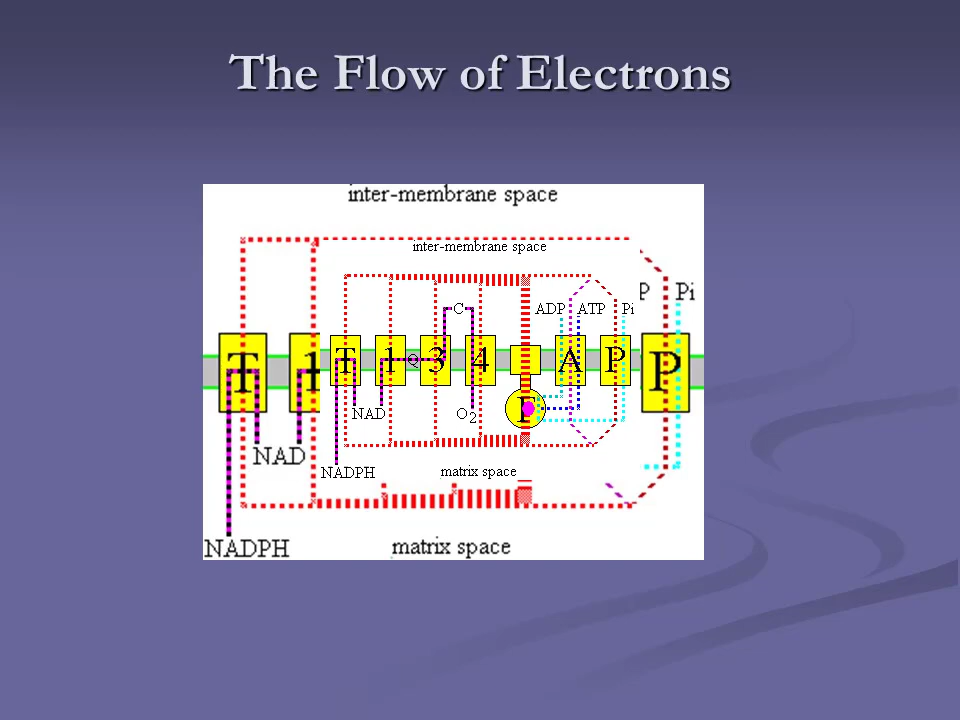 The Flow of Electrons
inter-membrane space
inter-membrane space
P Pi
C ADP ATP Pi
T 1 T 1 Q 3 4 A P P
F
NAD O2
NAD
NADPH matrix space
NADPH matrix space